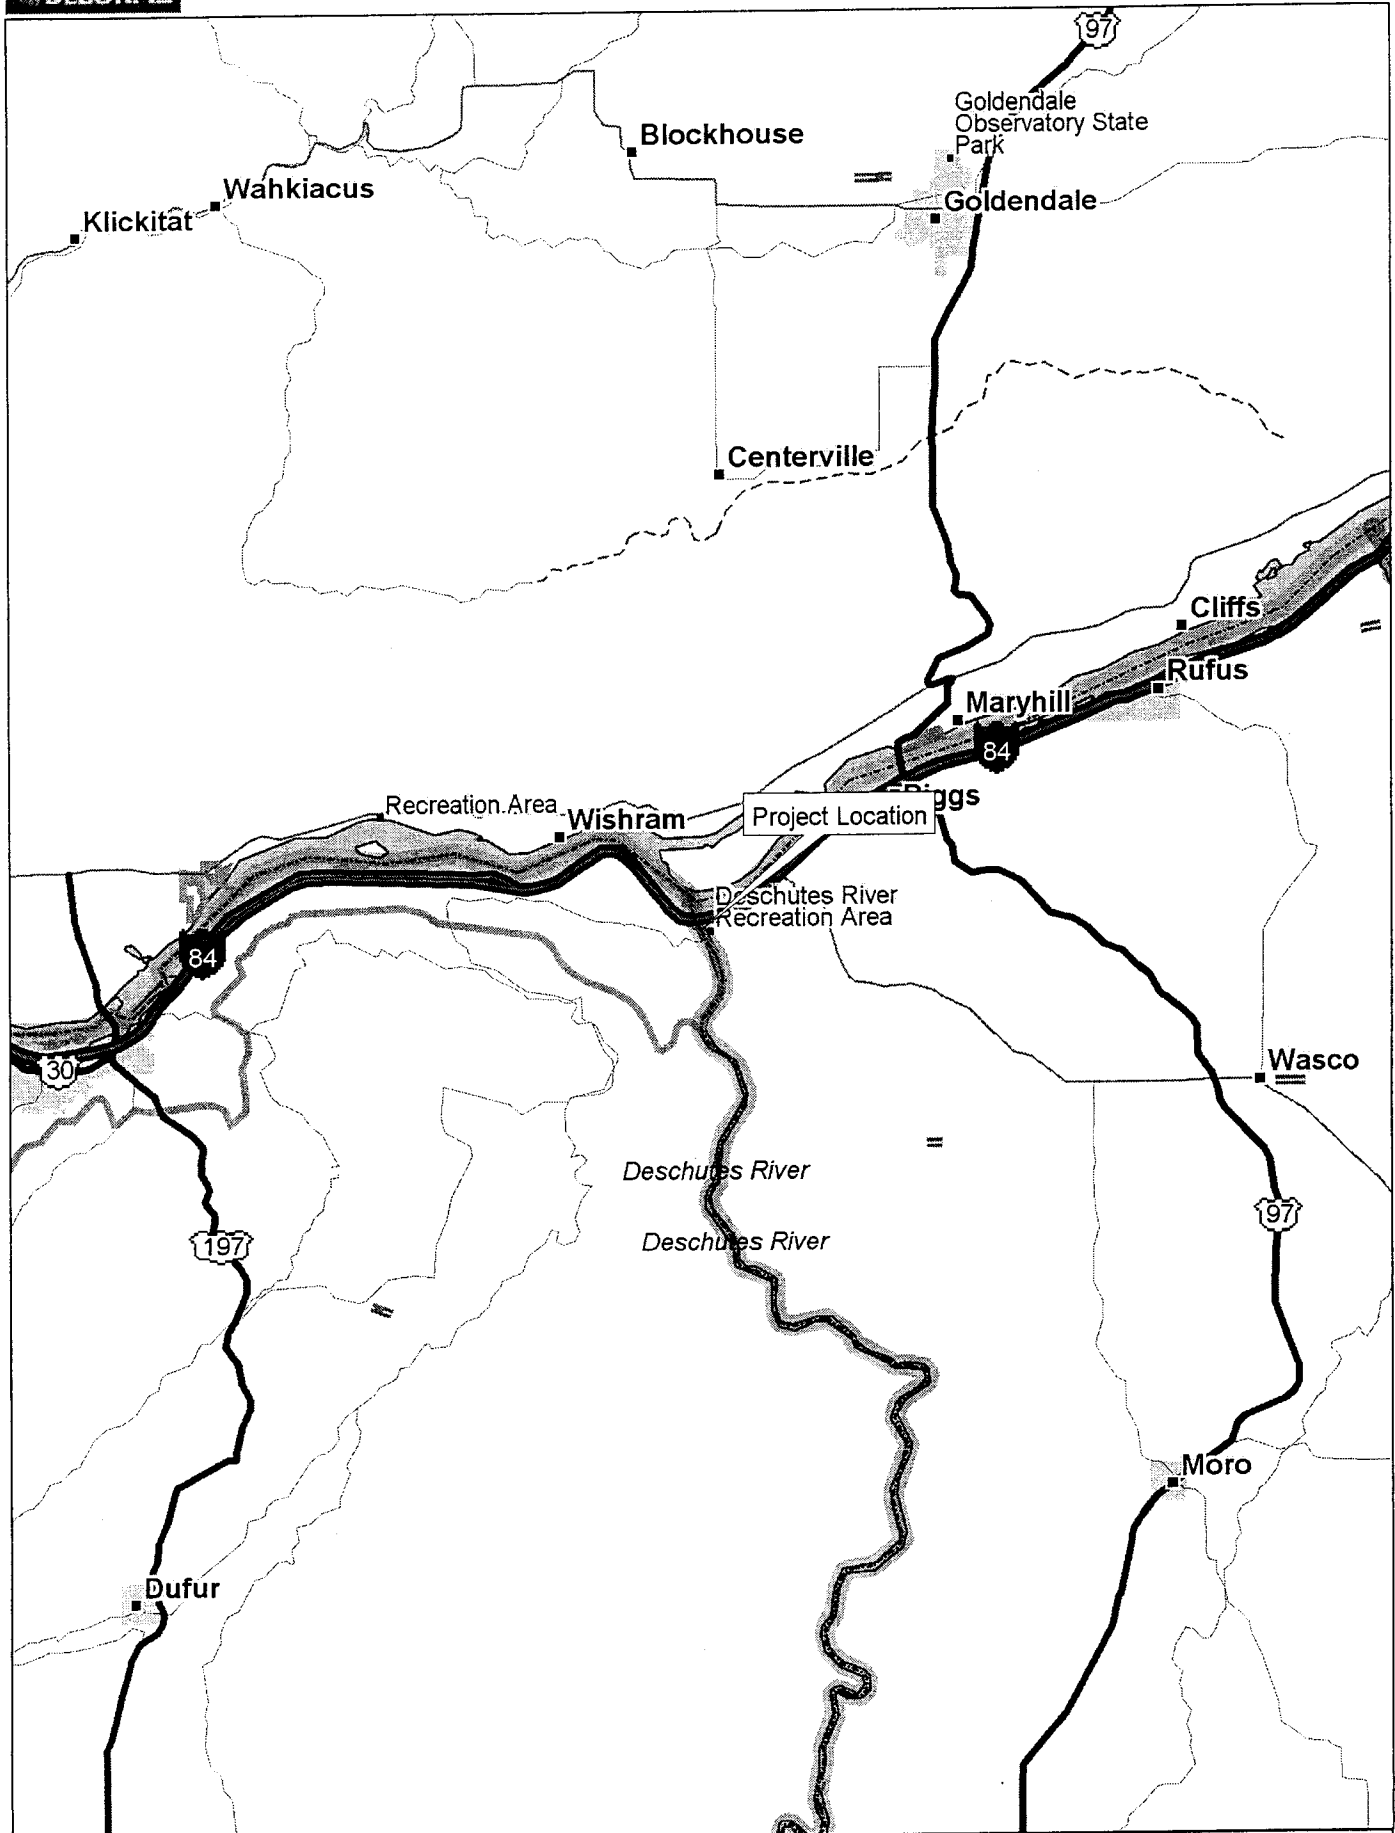 97
Goldendale
Observatory State
Park
Blockhouse
Wahkiacus
Goldendale
Klickitat
Centerville
Cliffs
Rufus
Maryhill
84
Recreation Area
Wishram
Project Location
Deschutes River
Recreation Area
84
30
Wasco
Deschutes River
97
Deschutes River
197
Moro
Dufur